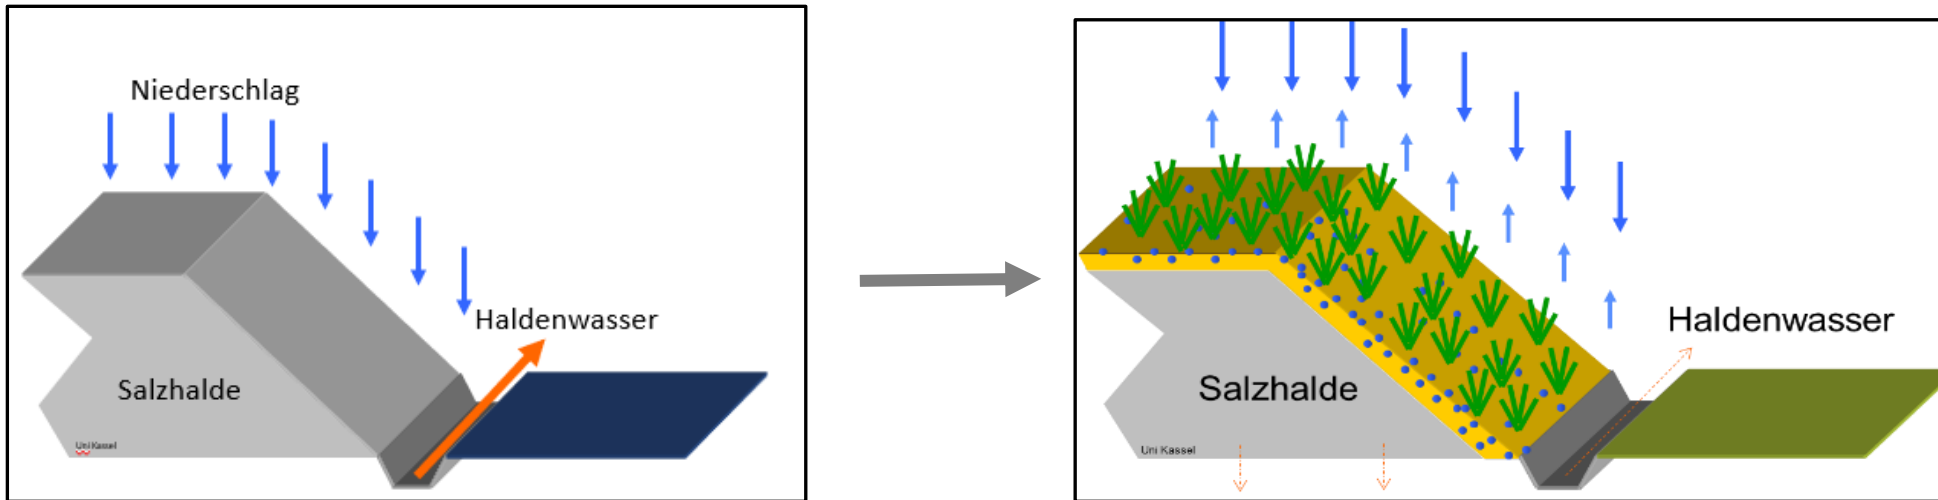 Niederschlag
Haldenwasser
Salzhalde
Uni Kassel
Haldenwasser
Salzhalde
Uni Kassel